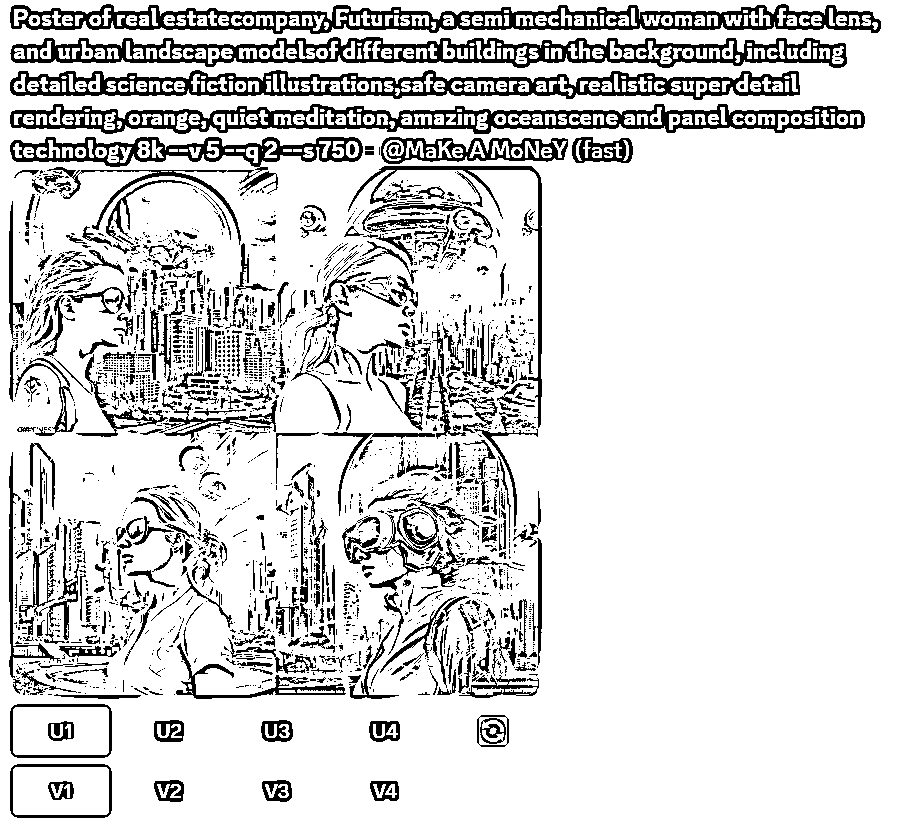 Poster of real estatecompany, Futurism, a semi mechanical woman with face lens,
and urban landscape modelsof different buildings in the background, including
detailed science fiction illustrations,safe camera art, realistic super detail
rendering, orange, quiet meditation, amazing oceanscene and panel composition
technology 8k --v 5 --q 2 --s 750 - @MaKe A MoNeY (fast)
U1 U2 U3 U4
V1 V2 V3 V4